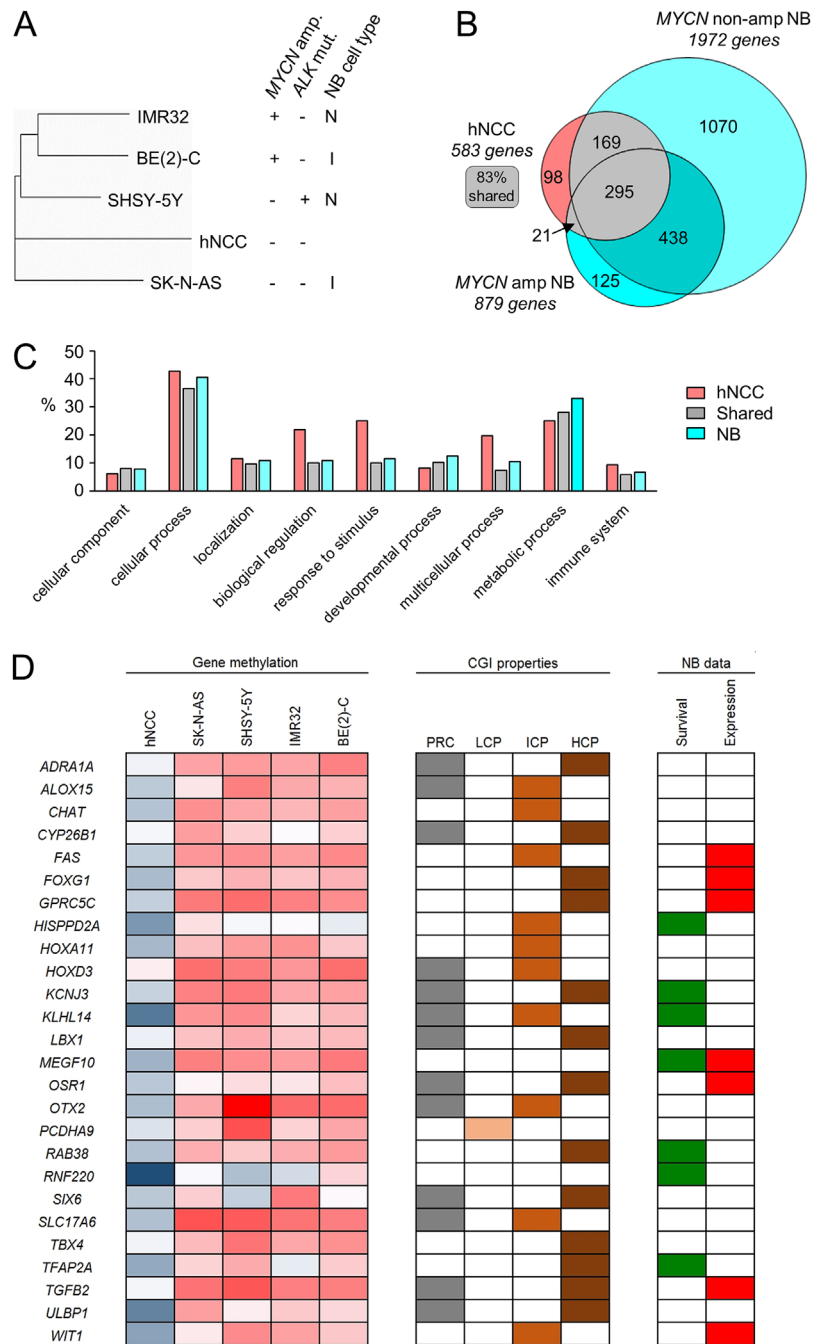 A
MYCN amp.
ALK mut.
NB cell type
IMR32 + - N
BE(2)-C + - I
SHSY-5Y - + N
hNCC - -
SK-N-AS - - I
B
MYCN non-amp NB
1972 genes
hNCC
583 genes
83%
shared
169
1070
98
295
21
438
125
MYCN amp NB
879 genes
C
50
40
30
20
10
0
%
hNCC
Shared
NB
cellular component
cellular process
localization
biological regulation
response to stimulus
developmental process
multicellular process
metabolic process
immune system
D
Gene methylation
CGI properties
NB data
hNCC
SK-N-AS
SHSY-5Y
IMR32
BE(2)-C
PRC
LCP
ICP
HCP
Survival
Expression
ADRA1A
ALOX15
CHAT
CYP26B1
FAS
FOXG1
GPRC5C
HISPPD2A
HOXA11
HOXD3
KCNJ3
KLHL14
LBX1
MEGF10
OSR1
OTX2
PCDHA9
RAB38
RNF220
SIX6
SLC17A6
TBX4
TFAP2A
TGFB2
ULBP1
WIT1